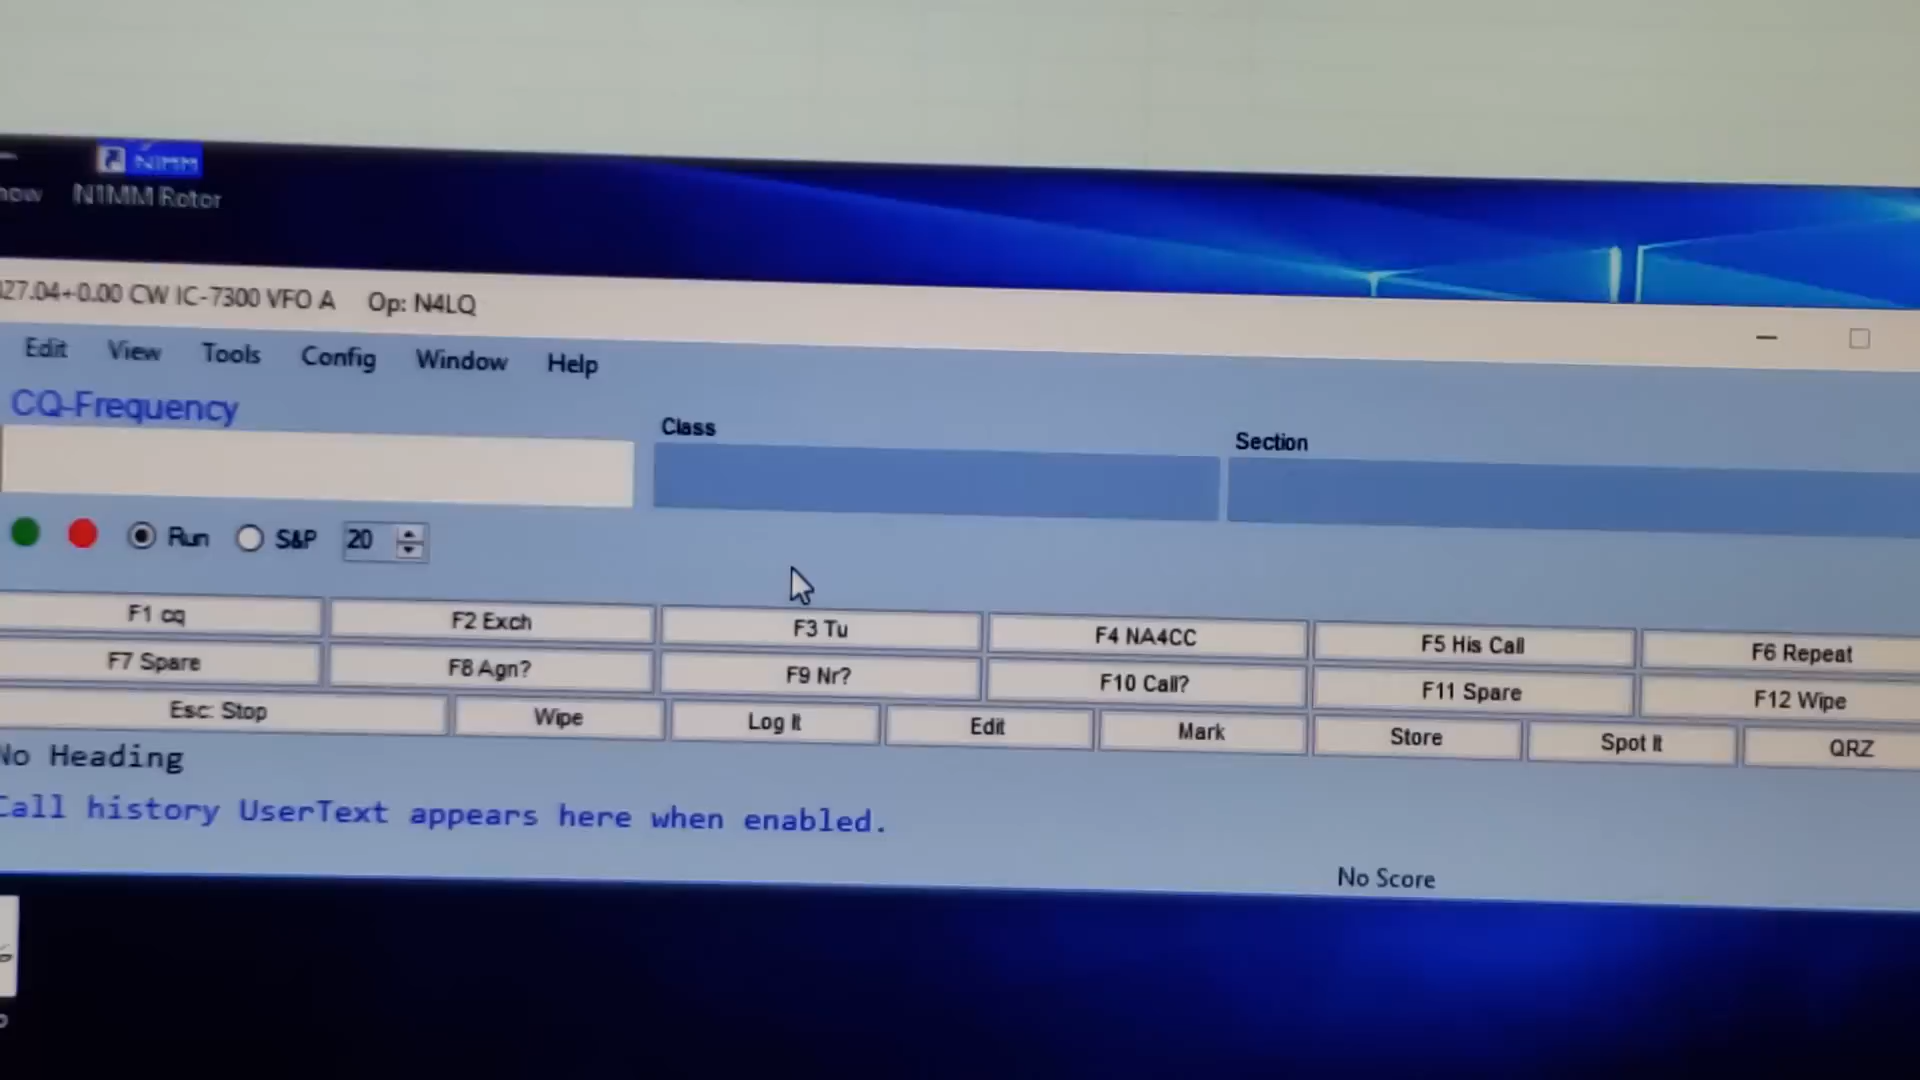 N1MM
N1MM Rotor
27.04+0.00 CW IC-7300 VFO A Op: N4LQ
Edit View Tools Config Window Help
CQ-Frequency
Class
Section
Run S&P 20
F1 cq F2 Exch F3 Tu F4 NA4CC F5 His Call F6 Repeat
F7 Spare F8 Agn? F9 Nr? F10 Call? F11 Spare F12 Wipe
Esc: Stop Wipe Log It Edit Mark Store Spot It QRZ
No Heading
Call history UserText appears here when enabled.
No Score